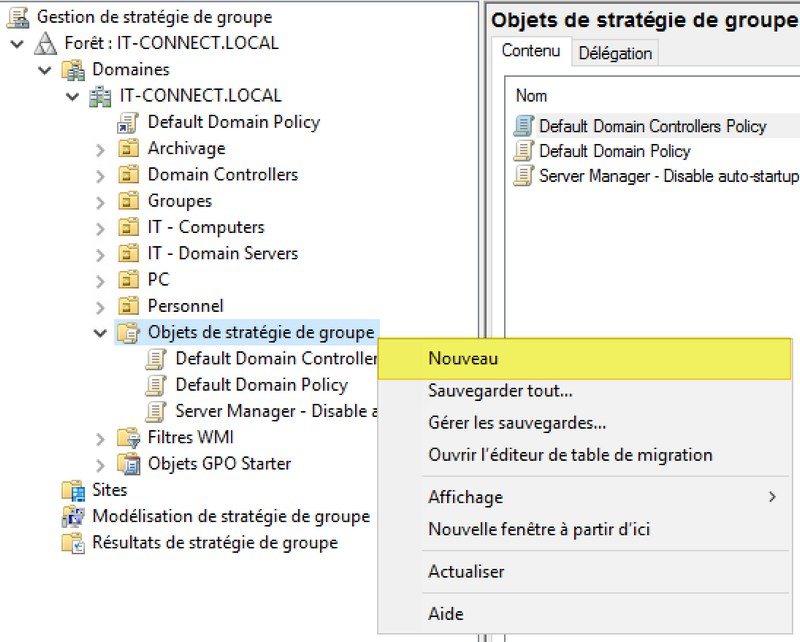 Gestion de stratégie de groupe
Forêt : IT-CONNECT.LOCAL
Domaines
IT-CONNECT.LOCAL
Default Domain Policy
Archivage
Domain Controllers
Groupes
IT - Computers
IT - Domain Servers
PC
Personnel
Objets de stratégie de groupe
Default Domain Controller
Default Domain Policy
Server Manager - Disable a
Filtres WMI
Objets GPO Starter
Sites
Modélisation de stratégie de groupe
Résultats de stratégie de groupe
Objets de stratégie de groupe
Contenu
Délégation
Nom
Default Domain Controllers Policy
Default Domain Policy
Server Manager - Disable auto-startup
Nouveau
Sauvegarder tout...
Gérer les sauvegardes...
Ouvrir l’éditeur de table de migration
Affichage
Nouvelle fenêtre à partir d’ici
Actualiser
Aide